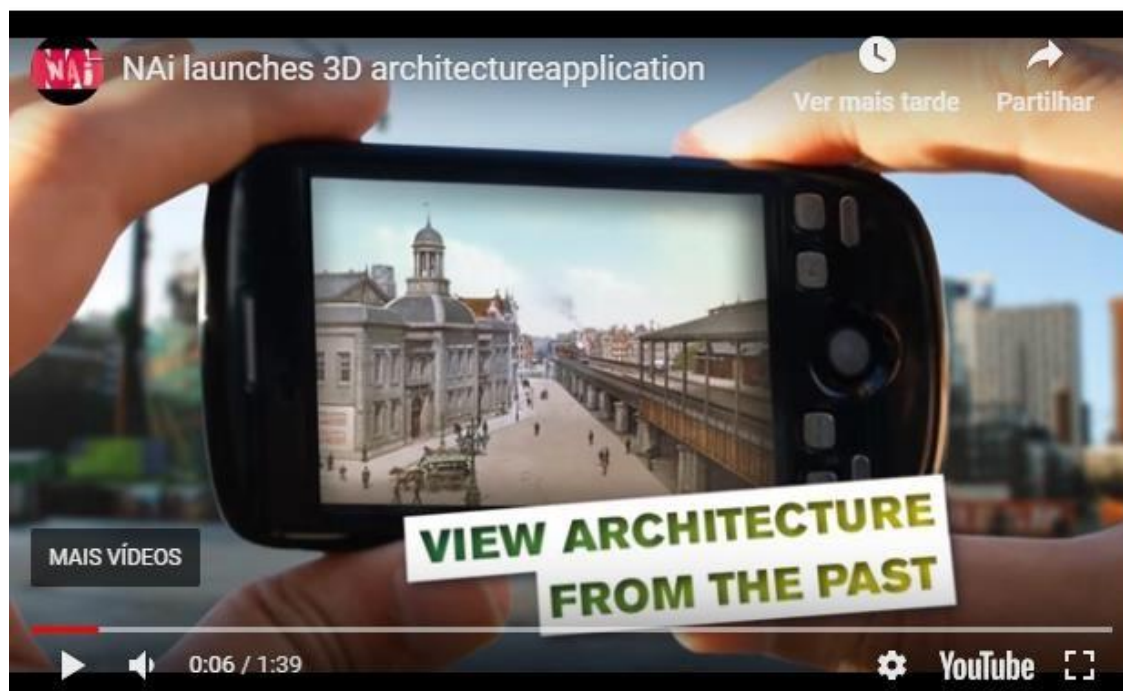 NAi
NAi launches 3D architectureapplication
Ver mais tarde
Partilhar
VIEW ARCHITECTURE
FROM THE PAST
MAIS VÍDEOS
0:06 / 1:39
YouTube